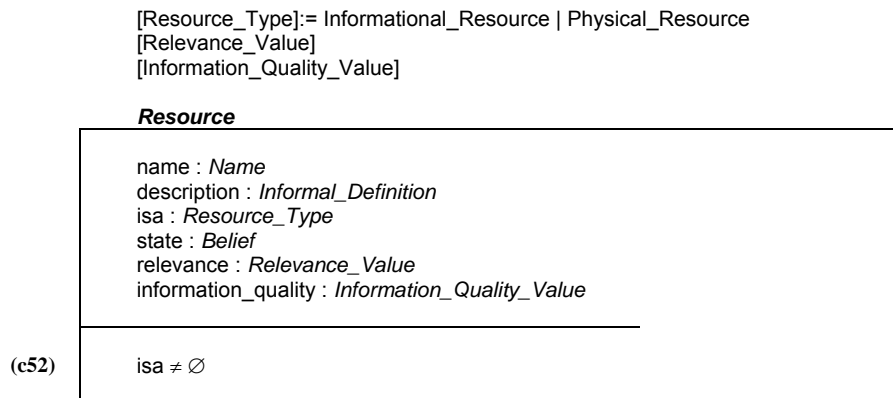 [Resource_Type]:= Informational_Resource | Physical_Resource
[Relevance_Value]
[Information_Quality_Value]
Resource
name : Name
description : Informal_Definition
isa : Resource_Type
state : Belief
relevance : Relevance_Value
information_quality : Information_Quality_Value
(c52) isa ≠ ∅